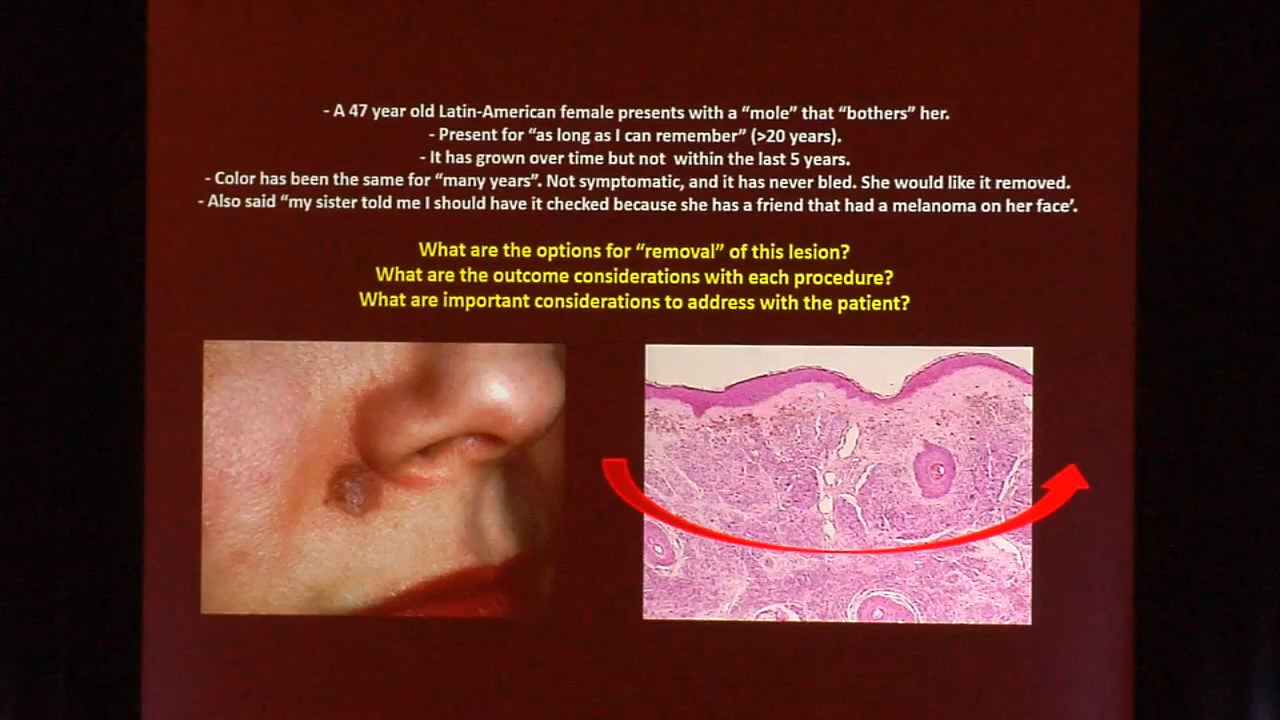 - A 47 year old Latin-American female presents with a “mole” that “bothers” her.
- Present for “as long as I can remember” (>20 years).
- It has grown over time but not within the last 5 years.
- Color has been the same for “many years”. Not symptomatic, and it has never bled. She would like it removed.
- Also said “my sister told me I should have it checked because she has a friend that had a melanoma on her face’.
What are the options for “removal” of this lesion?
What are the outcome considerations with each procedure?
What are important considerations to address with the patient?